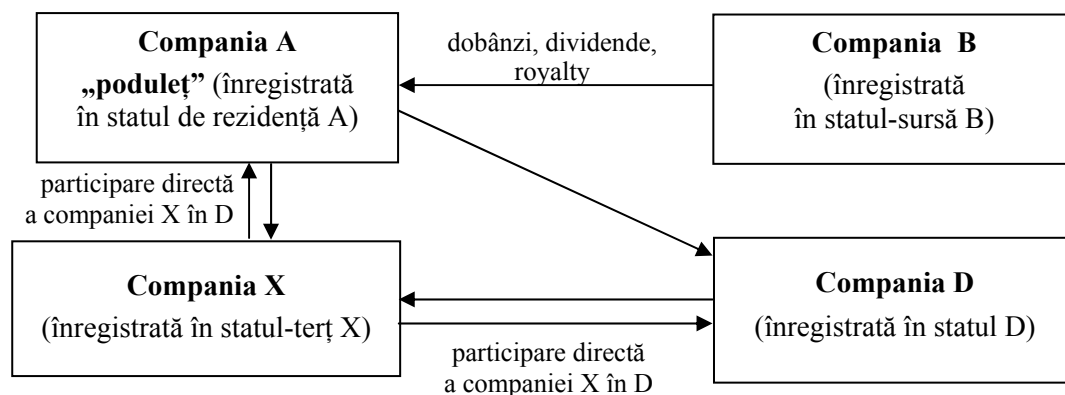 Compania A
„poduleț” (înregistrată
în statul de rezidență A)
dobânzi, dividende,
royalty
Compania B
(înregistrată
în statul-sursă B)
participare directă
a companiei X în D
Compania X
(înregistrată în statul-terț X)
Compania D
(înregistrată în statul D)
participare directă
a companiei X în D